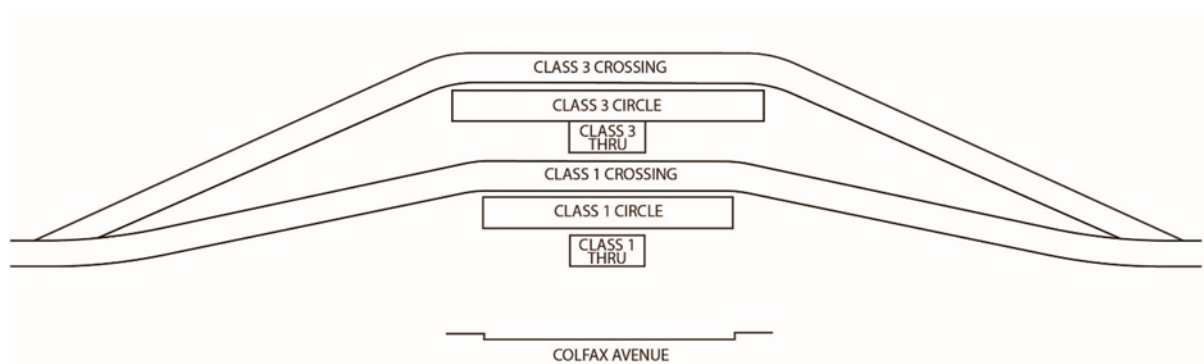 CLASS 3 CROSSING
CLASS 3 CIRCLE
CLASS 3
THRU
CLASS 1 CROSSING
CLASS 1 CIRCLE
CLASS 1
THRU
COLFAX AVENUE